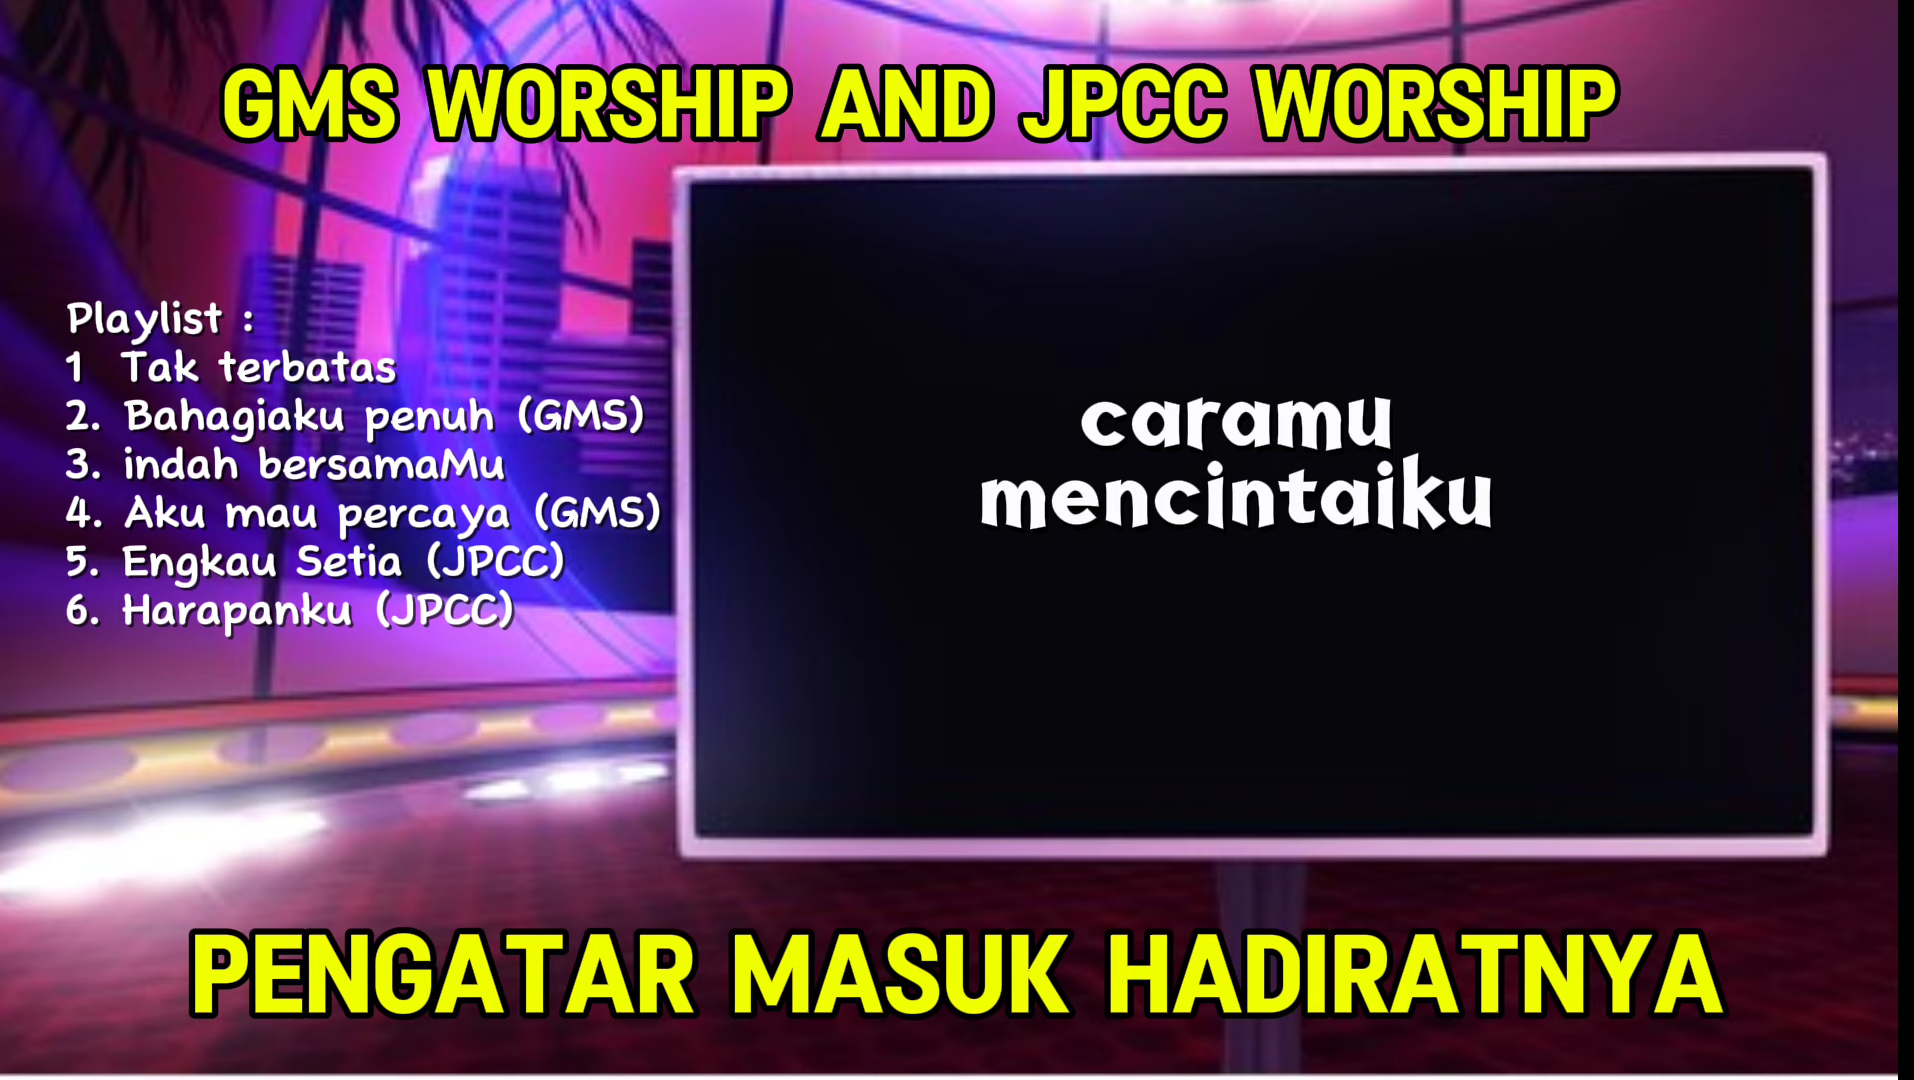 GMS WORSHIP AND JPCC WORSHIP
Playlist :
1 Tak terbatas
2. Bahagiaku penuh (GMS)
3. indah bersamaMu
4. Aku mau percaya (GMS)
5. Engkau Setia (JPCC)
6. Harapanku (JPCC)
caramu
mencintaiku
PENGATAR MASUK HADIRATNYA